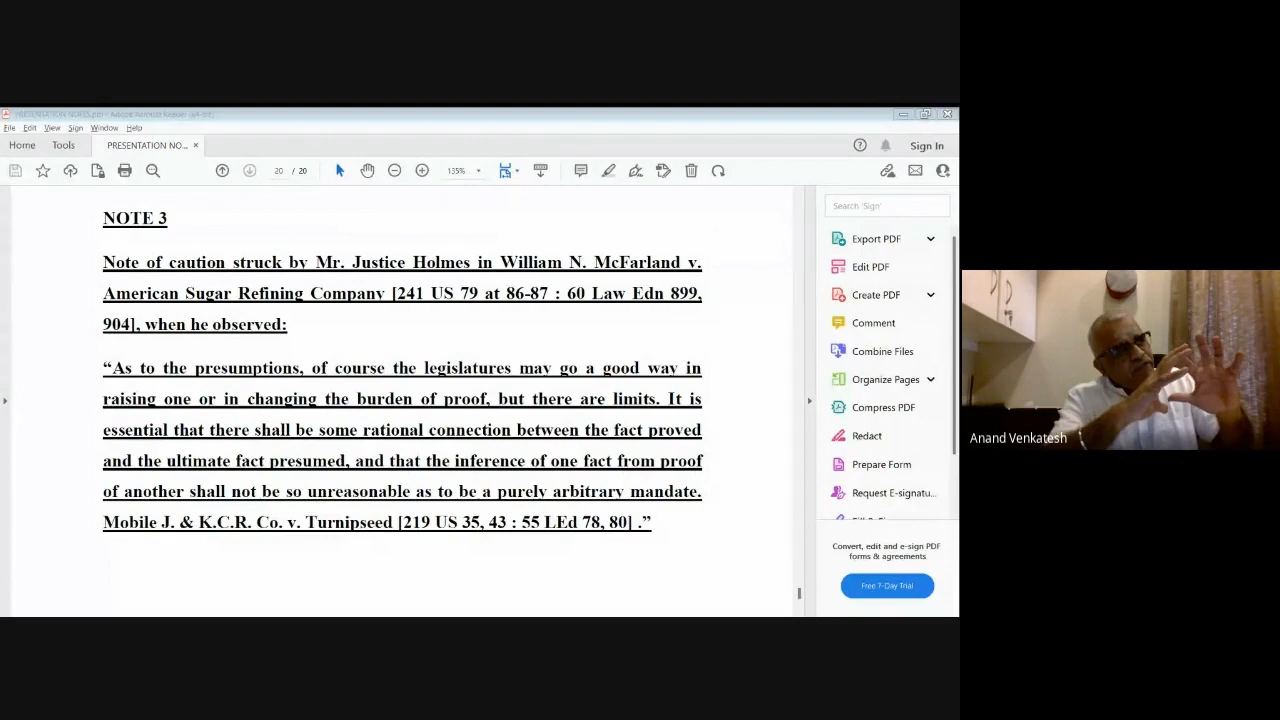 PRESENTATION NOTES.pdf - Adobe Acrobat Reader (64-bit)
File Edit View Sign Window Help
Home Tools PRESENTATION NO... × Sign In
20 / 20 135%
NOTE 3
Note of caution struck by Mr. Justice Holmes in William N. McFarland v.
American Sugar Refining Company [241 US 79 at 86-87 : 60 Law Edn 899,
904], when he observed:
“As to the presumptions, of course the legislatures may go a good way in
raising one or in changing the burden of proof, but there are limits. It is
essential that there shall be some rational connection between the fact proved
and the ultimate fact presumed, and that the inference of one fact from proof
of another shall not be so unreasonable as to be a purely arbitrary mandate.
Mobile J. & K.C.R. Co. v. Turnipseed [219 US 35, 43 : 55 LEd 78, 80] .”
Search 'Sign'
Export PDF
Edit PDF
Create PDF
Comment
Combine Files
Organize Pages
Compress PDF
Redact
Prepare Form
Request E-signatu...
Convert, edit and e-sign PDF
forms & agreements
Free 7-Day Trial
Anand Venkatesh